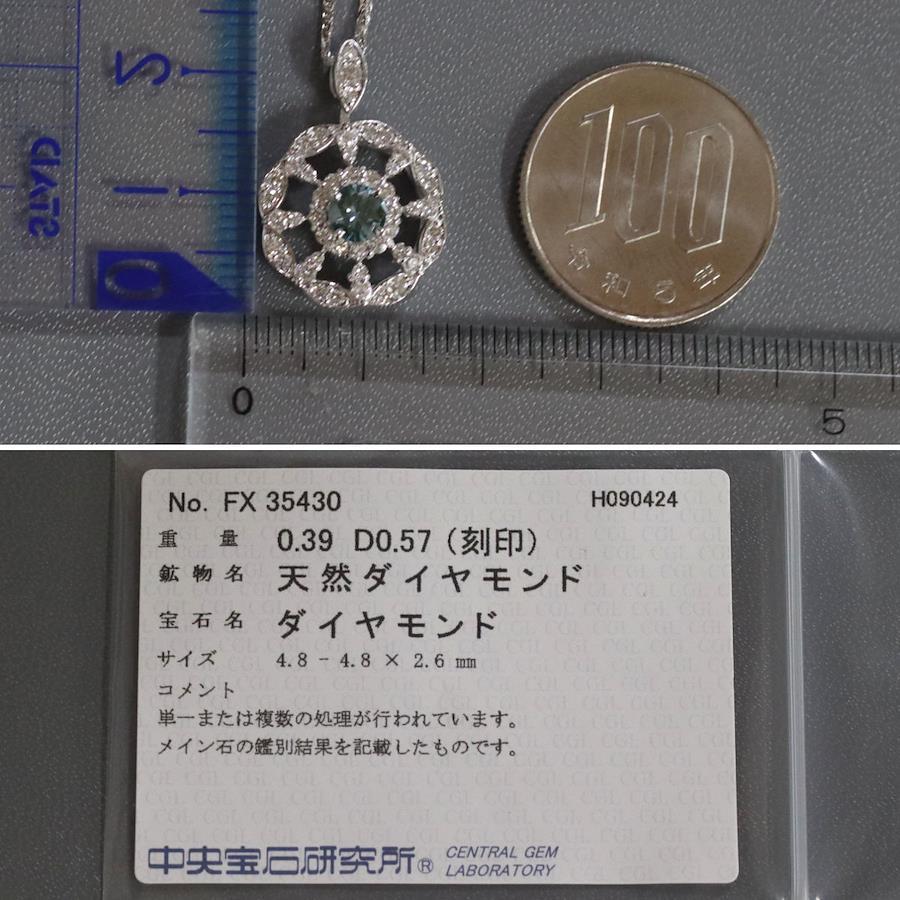 2
1
0
CIATS
100
令和5年
0
5
No. FX 35430
H090424
重 量 0.39 D0.57 (刻印)
鉱物名 天然ダイヤモンド
宝石名 ダイヤモンド
サイズ 4.8 - 4.8 × 2.6 mm
コメント
単一または複数の処理が行われています。
メイン石の鑑別結果を記載したものです。
中央宝石研究所® CENTRAL GEM
LABORATORY